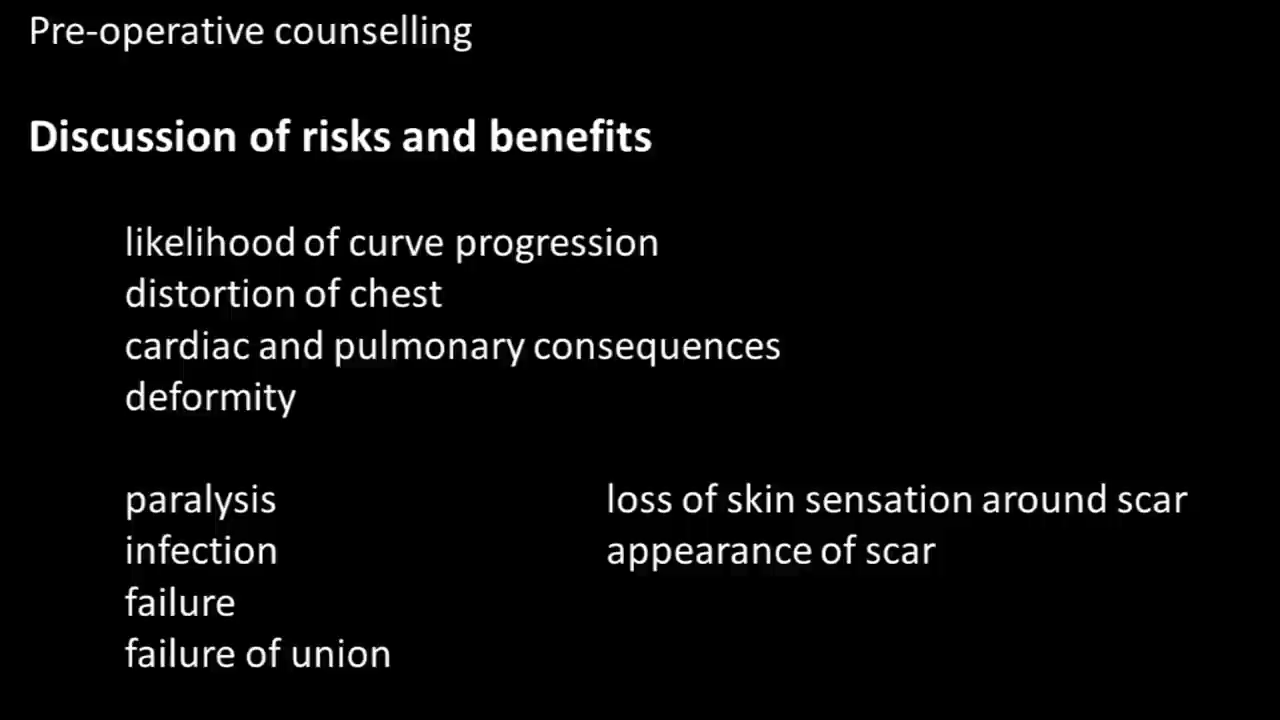 Pre-operative counselling
Discussion of risks and benefits
likelihood of curve progression
distortion of chest
cardiac and pulmonary consequences
deformity
paralysis
infection
failure
failure of union
loss of skin sensation around scar
appearance of scar